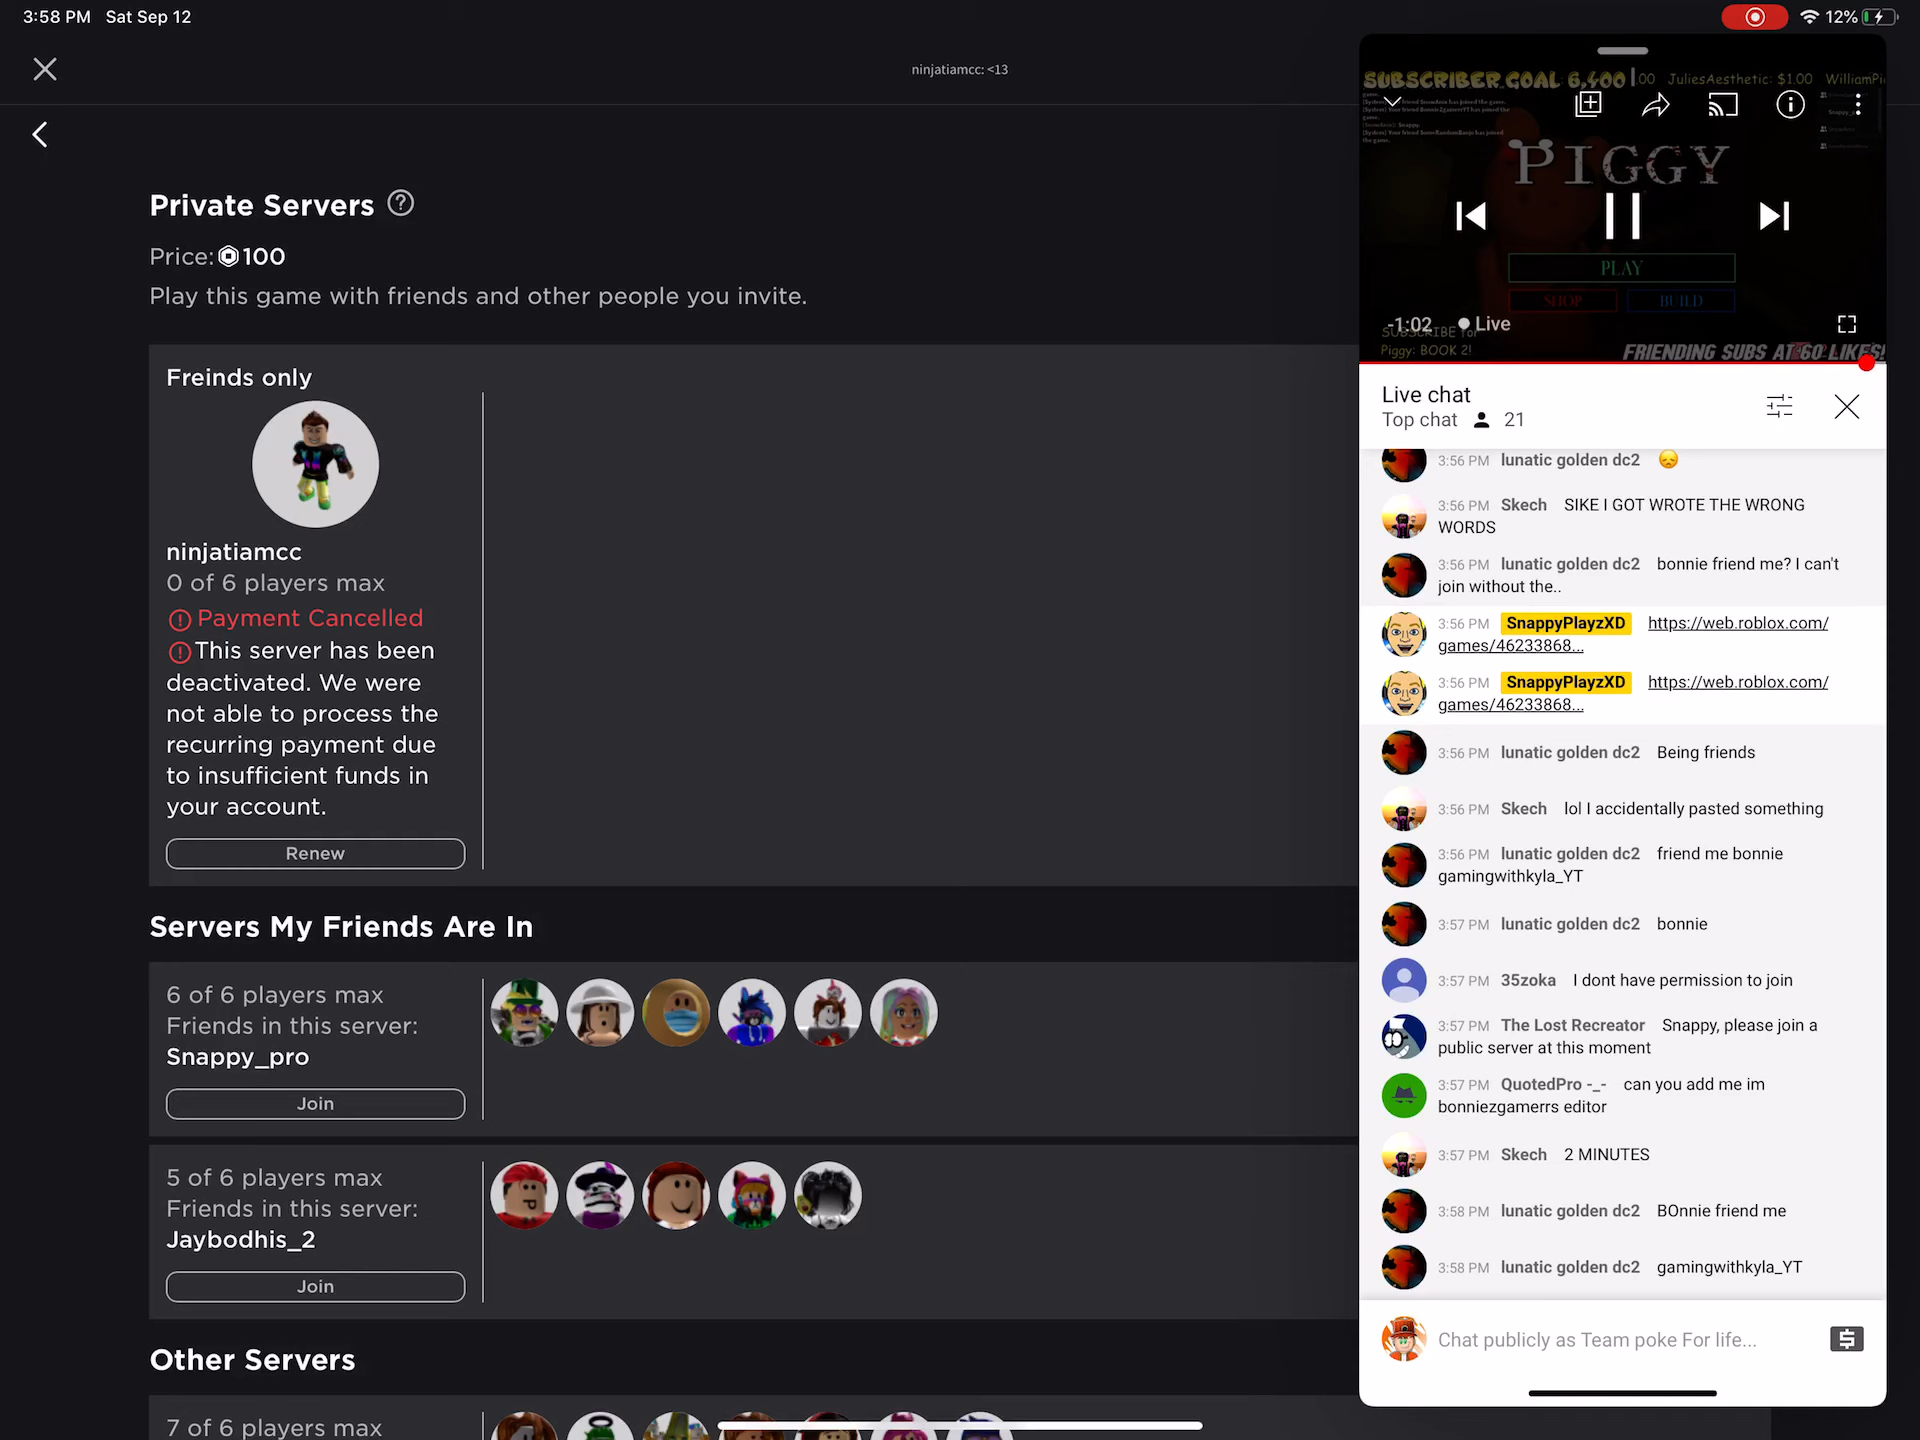 3:58 PM Sat Sep 12
12%
ninjatiamcc: <13
Private Servers
Price: 100
Play this game with friends and other people you invite.
Freinds only
ninjatiamcc
0 of 6 players max
Payment Cancelled
This server has been
deactivated. We were
not able to process the
recurring payment due
to insufficient funds in
your account.
Renew
Servers My Friends Are In
6 of 6 players max
Friends in this server:
Snappy_pro
Join
5 of 6 players max
Friends in this server:
Jaybodhis_2
Join
Other Servers
7 of 6 players max
SUBSCRIBER GOAL: 6,400 .00 JuliesAesthetic: $1.00 WilliamPi
PIGGY
PLAY
SHOP BUILD
-1:02 Live
SUBSCRIBE for
Piggy: BOOK 2!
FRIENDING SUBS AT 60 LIKES!
Live chat
Top chat 21
3:56 PM lunatic golden dc2 😞
3:56 PM Skech SIKE I GOT WROTE THE WRONG
WORDS
3:56 PM lunatic golden dc2 bonnie friend me? I can't
join without the..
3:56 PM SnappyPlayzXD https://web.roblox.com/
games/46233868...
3:56 PM SnappyPlayzXD https://web.roblox.com/
games/46233868...
3:56 PM lunatic golden dc2 Being friends
3:56 PM Skech lol I accidentally pasted something
3:56 PM lunatic golden dc2 friend me bonnie
gamingwithkyla_YT
3:57 PM lunatic golden dc2 bonnie
3:57 PM 35zoka I dont have permission to join
3:57 PM The Lost Recreator Snappy, please join a
public server at this moment
3:57 PM QuotedPro -_- can you add me im
bonniezgamerrs editor
3:57 PM Skech 2 MINUTES
3:58 PM lunatic golden dc2 BOnnie friend me
3:58 PM lunatic golden dc2 gamingwithkyla_YT
Chat publicly as Team poke For life...